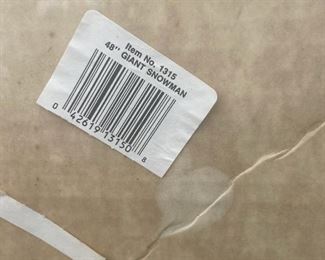 Item No. 1315
48" GIANT SNOWMAN
0 42619 13150 8